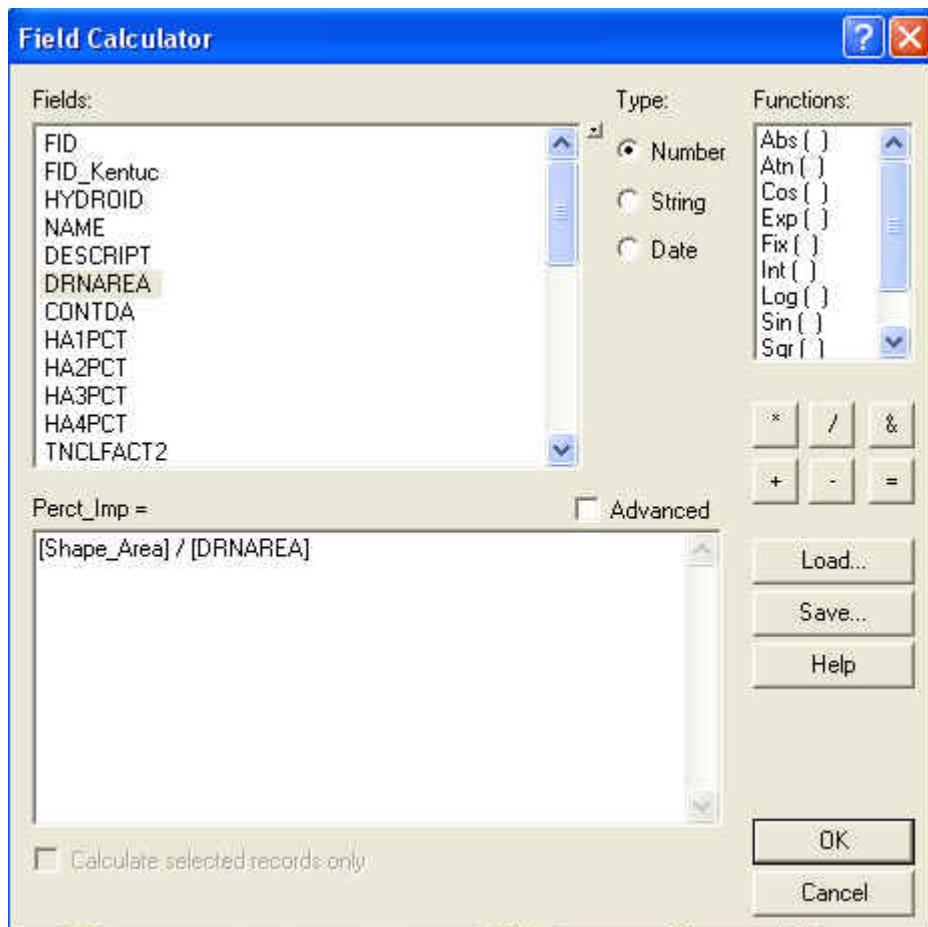 Field Calculator
Fields:
FID
FID_Kentuc
HYDROID
NAME
DESCRIPT
DRNAREA
CONTDA
HA1PCT
HA2PCT
HA3PCT
HA4PCT
TNCLFACT2
Type:
Number
String
Date
Functions:
Abs ( )
Atn ( )
Cos ( )
Exp ( )
Fix ( )
Int ( )
Log ( )
Sin ( )
Sqr ( )
* / &
+ - =
Perct_Imp =
Advanced
[Shape_Area] / [DRNAREA]
Load...
Save...
Help
Calculate selected records only
OK
Cancel